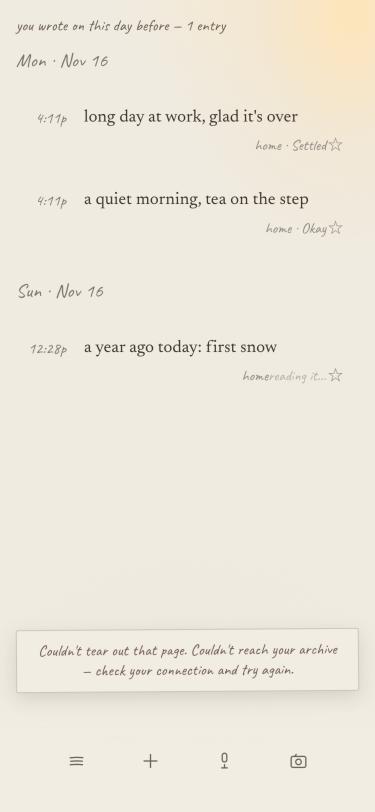 you wrote on this day before — 1 entry
Mon · Nov 16
4:11p long day at work, glad it's over
home · Settled ☆
4:11p a quiet morning, tea on the step
home · Okay ☆
Sun · Nov 16
12:28p a year ago today: first snow
homereading it... ☆
Couldn't tear out that page. Couldn't reach your archive
— check your connection and try again.